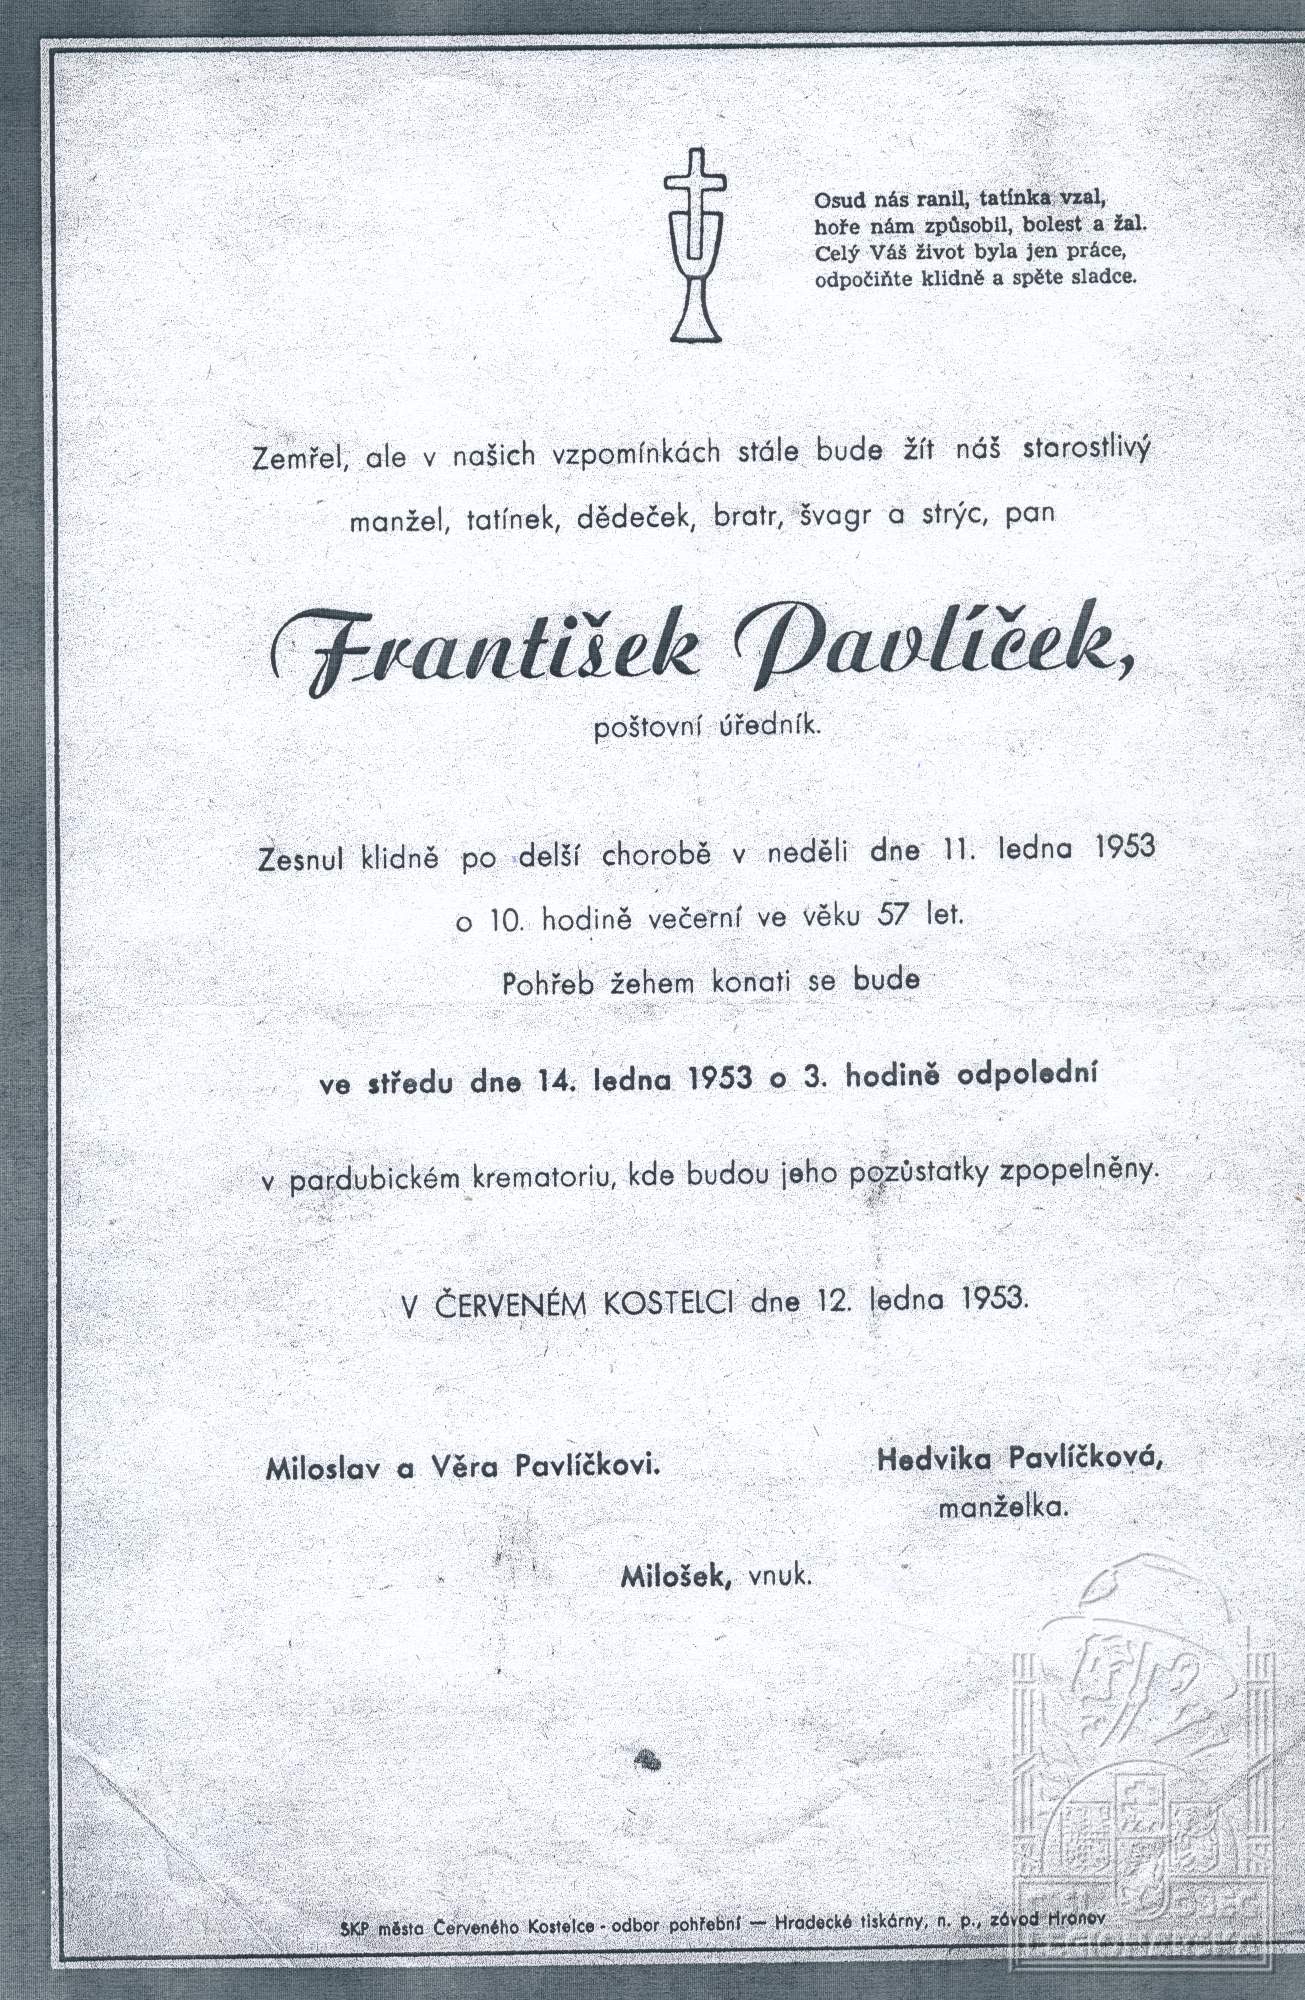 Osud nás ranil, tatínka vzal,
hoře nám způsobil, bolest a žal.
Celý Váš život byla jen práce,
odpočiňte klidně a spěte sladce.
Zemřel, ale v našich vzpomínkách stále bude žít náš starostlivý
manžel, tatínek, dědeček, bratr, švagr a strýc, pan
František Pavlíček,
poštovní úředník.
Zesnul klidně po delší chorobě v neděli dne 11. ledna 1953
o 10. hodině večerní ve věku 57 let.
Pohřeb žehem konati se bude
ve středu dne 14. ledna 1953 o 3. hodině odpolední
v pardubickém krematoriu, kde budou jeho pozůstatky zpopelněny.
V ČERVENÉM KOSTELCI dne 12. ledna 1953.
Miloslav a Věra Pavlíčkovi.
Hedvika Pavlíčková,
manželka.
Milošek, vnuk.
SKP města Červeného Kostelce - odbor pohřební — Hradecké tiskárny, n. p., závod Hronov
OBEC
LEGIONÁŘSKÁ